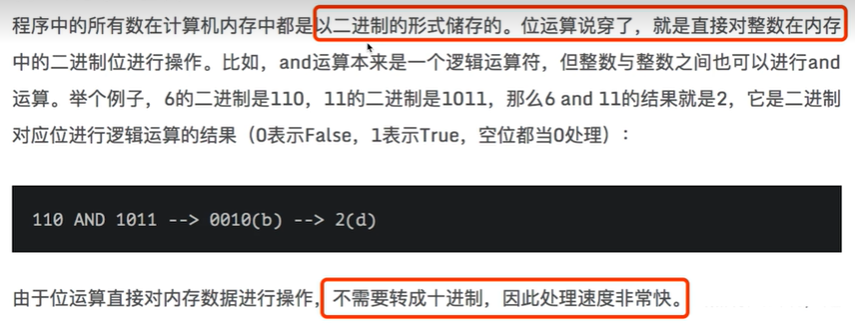 程序中的所有数在计算机内存中都是以二进制的形式储存的。位运算说穿了，就是直接对整数在内存
中的二进制位进行操作。比如，and运算本来是一个逻辑运算符，但整数与整数之间也可以进行and
运算。举个例子，6的二进制是110，11的二进制是1011，那么6 and 11的结果就是2，它是二进制
对应位进行逻辑运算的结果（0表示False，1表示True，空位都当0处理）：
110 AND 1011 --> 0010(b) --> 2(d)
由于位运算直接对内存数据进行操作，不需要转成十进制，因此处理速度非常快。